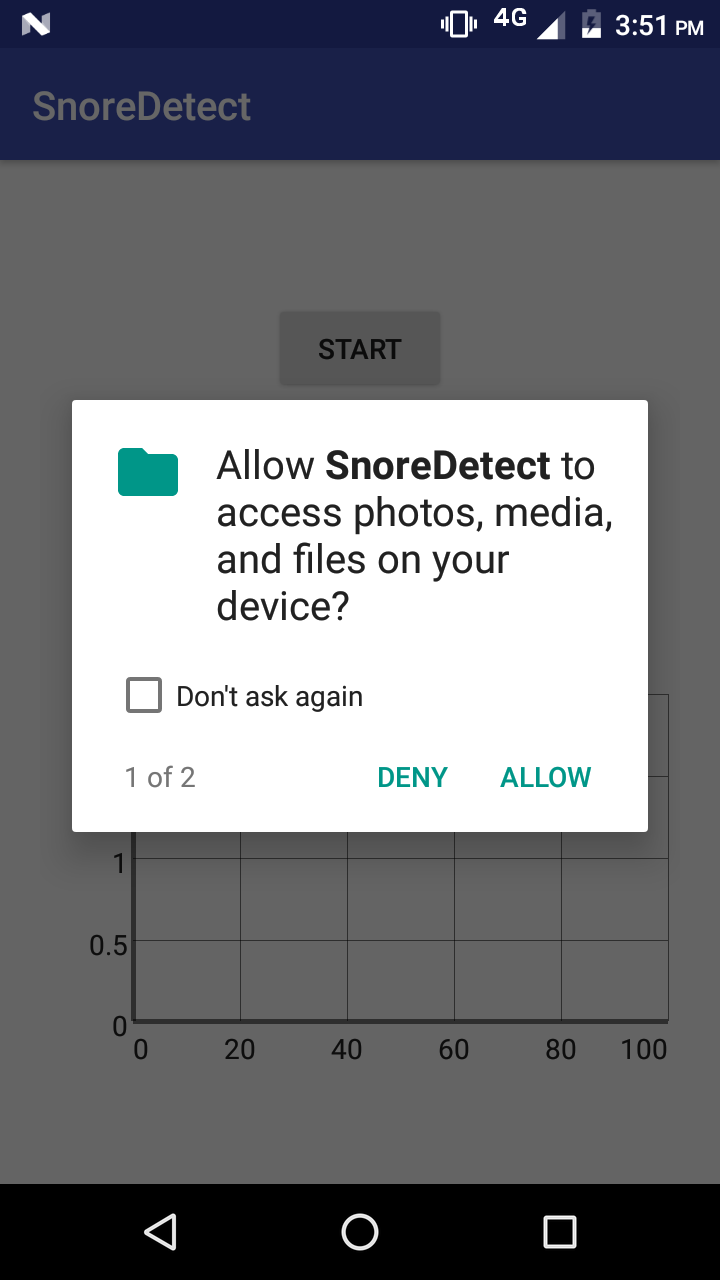 4G 3:51 PM
SnoreDetect
START
Allow SnoreDetect to
access photos, media,
and files on your
device?
Don't ask again
1 of 2 DENY ALLOW
1
0.5
0
0 20 40 60 80 100